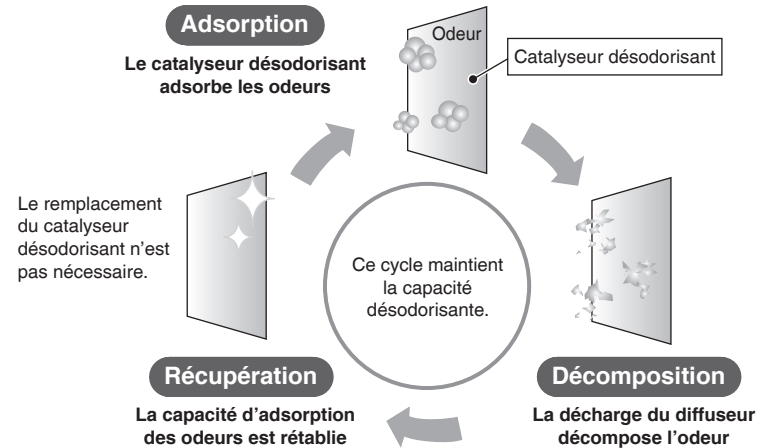 Adsorption
Le catalyseur désodorisant
adsorbe les odeurs
Odeur
Catalyseur désodorisant
Le remplacement
du catalyseur
désodorisant n'est
pas nécessaire.
Ce cycle maintient
la capacité
désodorisante.
Récupération
La capacité d'adsorption
des odeurs est rétablie
Décomposition
La décharge du diffuseur
décompose l'odeur